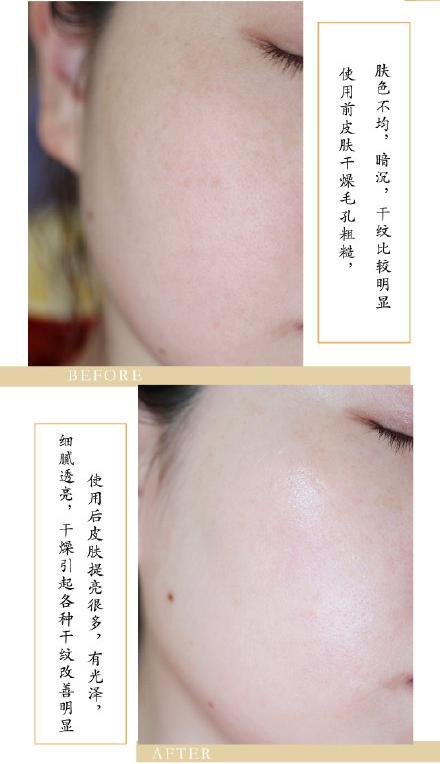 使用前皮肤干燥毛孔粗糙，
肤色不均，暗沉，干纹比较明显
BEFORE
使用后皮肤提亮很多，有光泽，
细腻透亮，干燥引起各种干纹改善明显
AFTER